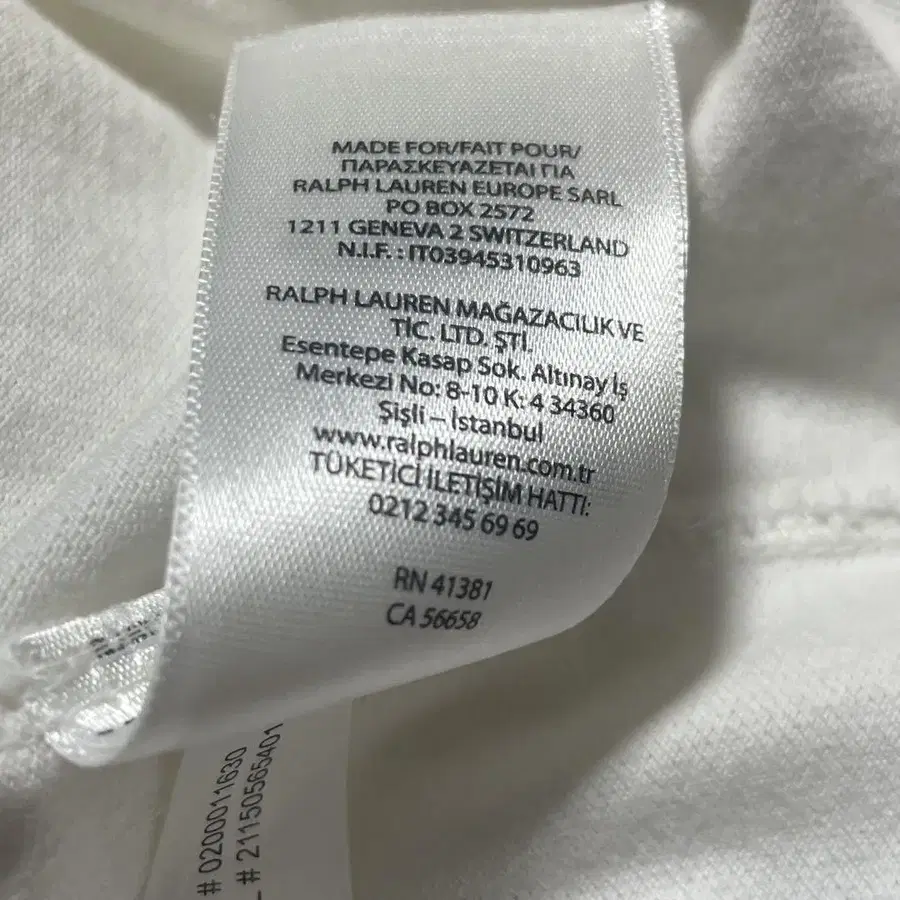 MADE FOR/FAIT POUR/
ΠΑΡΑΣΚΕΥΑΖΕΤΑΙ ΓΙΑ
RALPH LAUREN EUROPE SARL
PO BOX 2572
1211 GENEVA 2 SWITZERLAND
N.I.F. : IT03945310963
RALPH LAUREN MAĞAZACILIK VE
TİC. LTD. ŞTİ.
Esentepe Kasap Sok. Altınay İş
Merkezi No: 8-10 K: 4 34360
Şişli – İstanbul
www.ralphlauren.com.tr
TÜKETİCİ İLETİŞİM HATTI:
0212 345 69 69
RN 41381
CA 56658
# 0200011630
# 21150565401